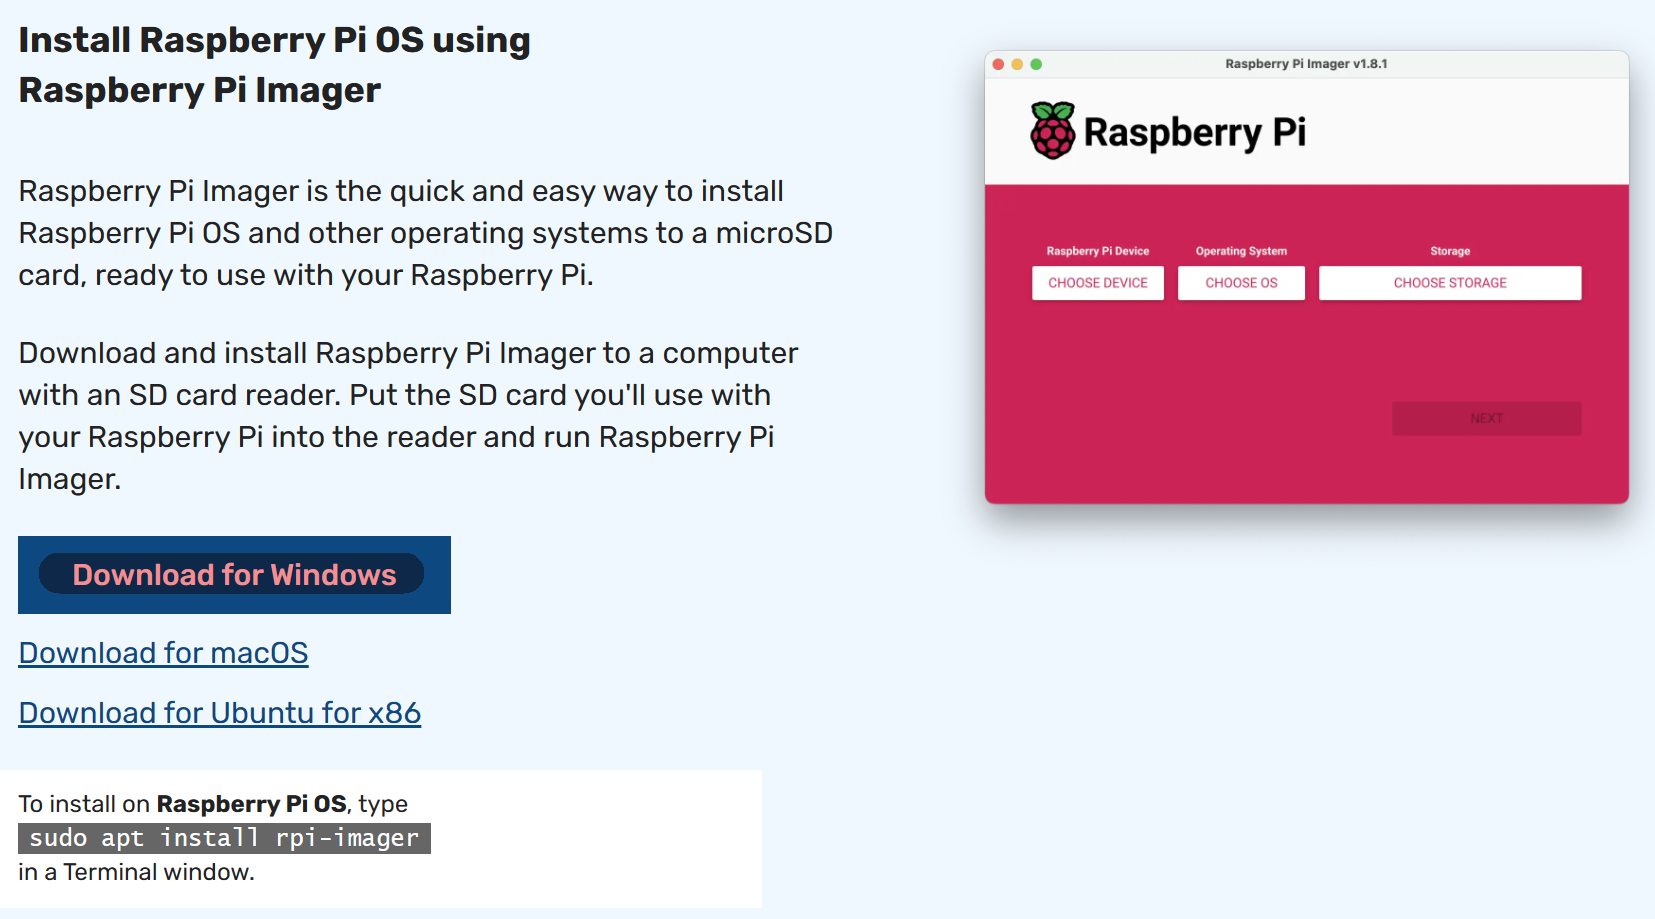 Install Raspberry Pi OS using
Raspberry Pi Imager
Raspberry Pi Imager is the quick and easy way to install
Raspberry Pi OS and other operating systems to a microSD
card, ready to use with your Raspberry Pi.
Download and install Raspberry Pi Imager to a computer
with an SD card reader. Put the SD card you'll use with
your Raspberry Pi into the reader and run Raspberry Pi
Imager.
Download for Windows
Download for macOS
Download for Ubuntu for x86
To install on Raspberry Pi OS, type
sudo apt install rpi-imager
in a Terminal window.
Raspberry Pi Imager v1.8.1
Raspberry Pi
Raspberry Pi Device Operating System Storage
CHOOSE DEVICE CHOOSE OS CHOOSE STORAGE
NEXT